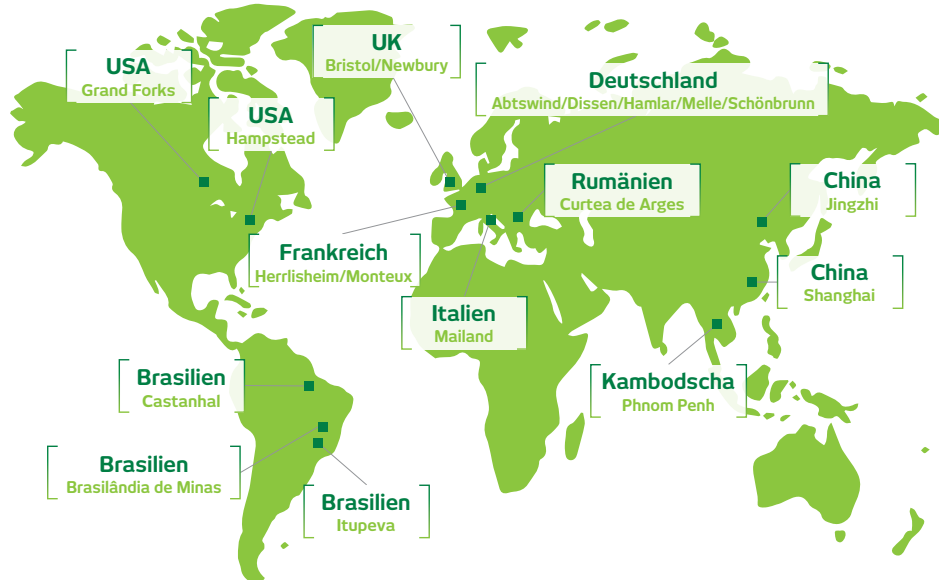 USA
Grand Forks
USA
Hampstead
UK
Bristol/Newbury
Deutschland
Abtswind/Dissen/Hamlar/Melle/Schönbrunn
Rumänien
Curtea de Arges
China
Jingzhi
Frankreich
Herrlisheim/Monteux
China
Shanghai
Italien
Mailand
Brasilien
Castanhal
Kambodscha
Phnom Penh
Brasilien
Brasilândia de Minas
Brasilien
Itupeva